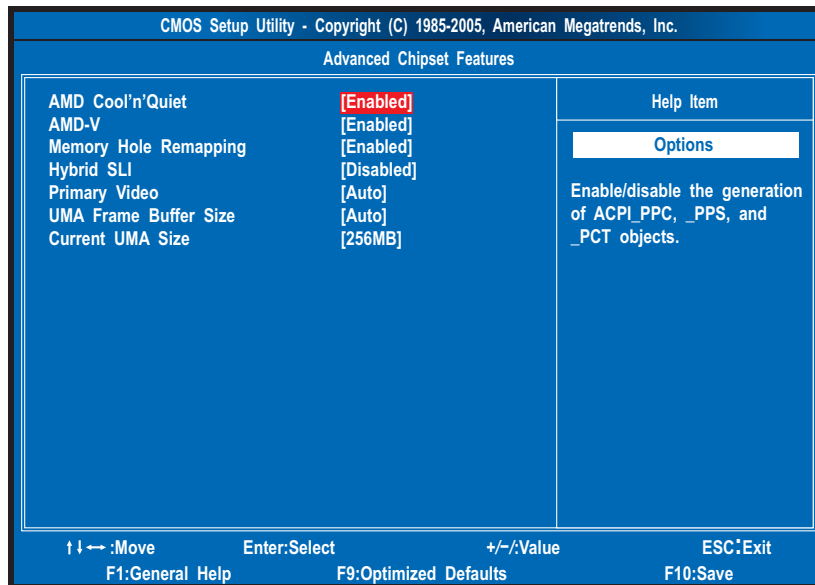 CMOS Setup Utility - Copyright (C) 1985-2005, American Megatrends, Inc.
Advanced Chipset Features
AMD Cool'n'Quiet [Enabled]
AMD-V [Enabled]
Memory Hole Remapping [Enabled]
Hybrid SLI [Disabled]
Primary Video [Auto]
UMA Frame Buffer Size [Auto]
Current UMA Size [256MB]
Help Item
Options
Enable/disable the generation
of ACPI_PPC, _PPS, and
_PCT objects.
↑↓↔ :Move Enter:Select +/−/:Value ESC:Exit
F1:General Help F9:Optimized Defaults F10:Save